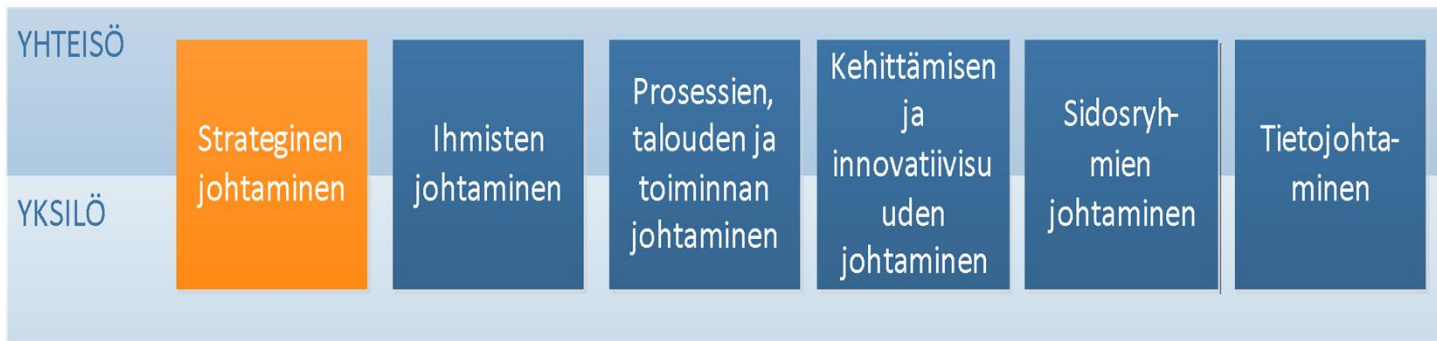 YHTEISÖ
YKSILÖ
Strateginen
johtaminen
Ihmisten
johtaminen
Prosessien,
talouden ja
toiminnan
johtaminen
Kehittämisen
ja
innovatiivisu
uden
johtaminen
Sidosryh-
mien
johtaminen
Tietojohta-
minen